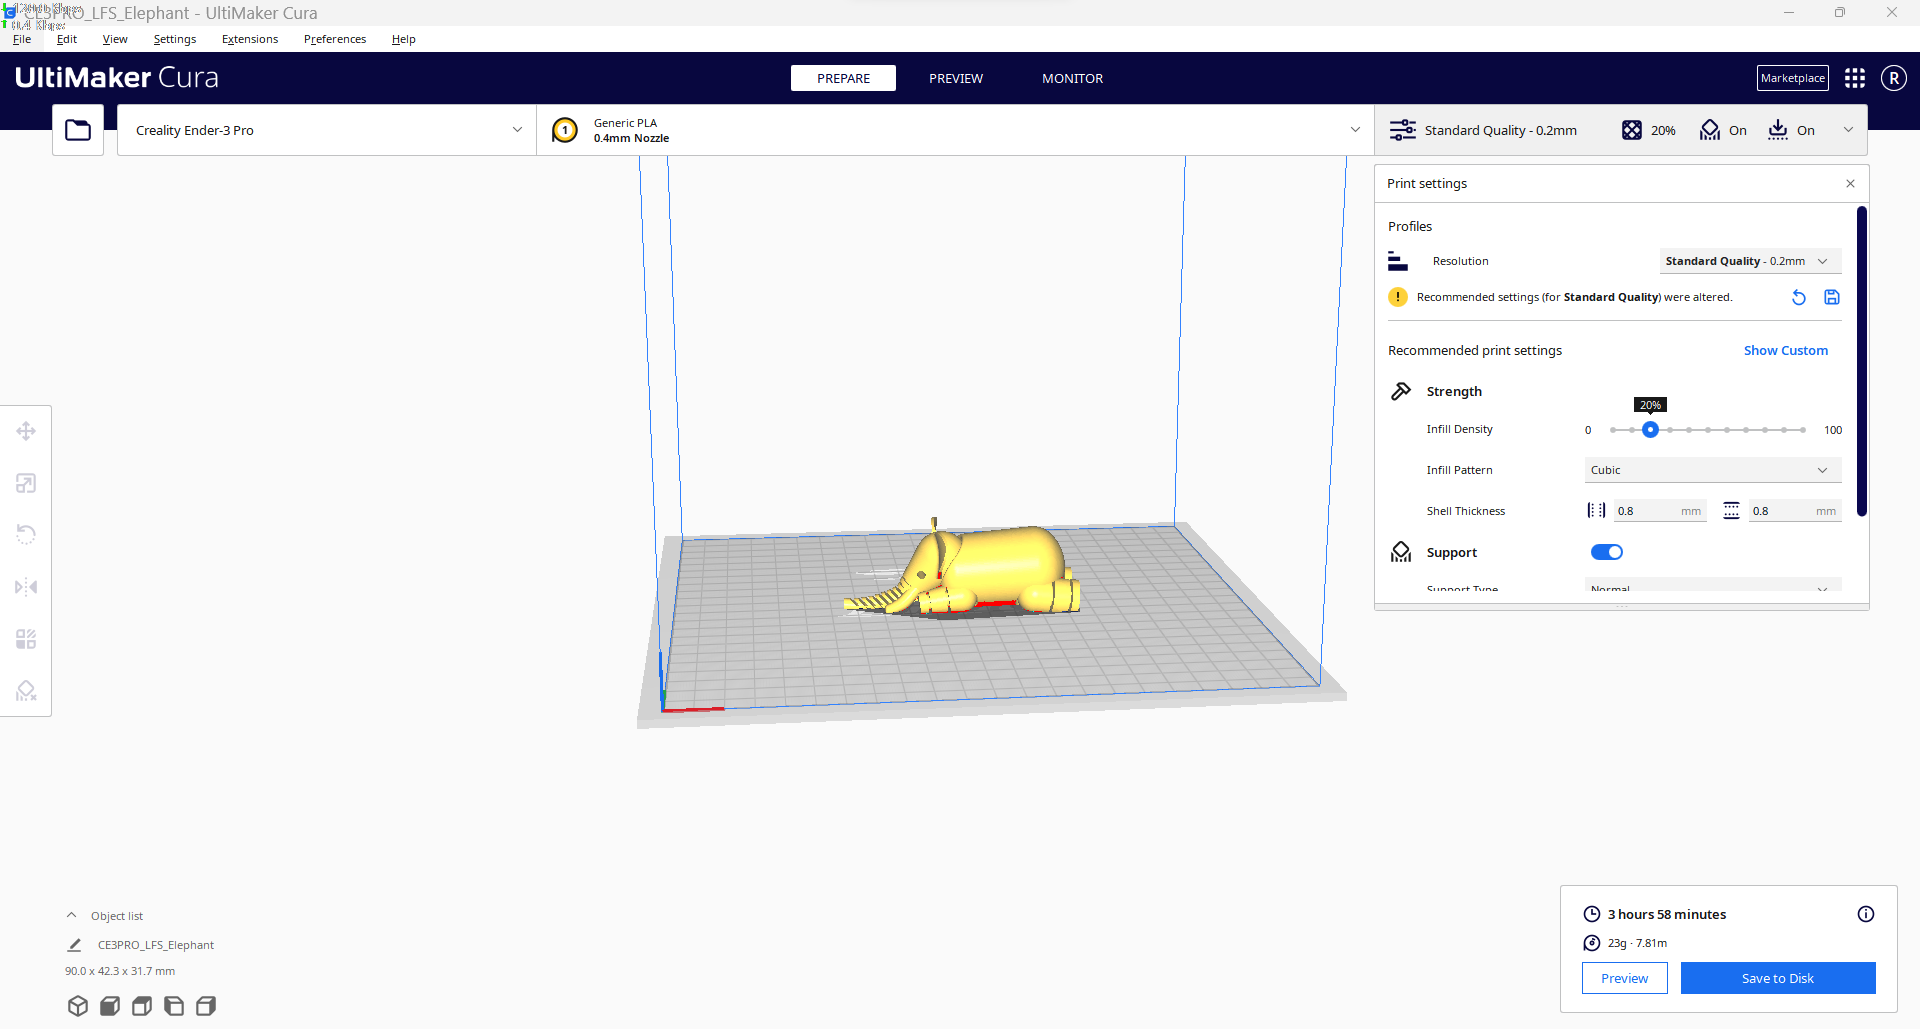 CE3PRO_LFS_Elephant - UltiMaker Cura
File Edit View Settings Extensions Preferences Help
UltiMaker Cura
PREPARE PREVIEW MONITOR
Marketplace R
Creality Ender-3 Pro
1 Generic PLA
0.4mm Nozzle
Standard Quality - 0.2mm 20% On On
Print settings
Profiles
Resolution Standard Quality - 0.2mm
! Recommended settings (for Standard Quality) were altered.
Recommended print settings Show Custom
Strength
20%
Infill Density 0 100
Infill Pattern Cubic
Shell Thickness 0.8 mm 0.8 mm
Support
Support Type Normal
Object list
CE3PRO_LFS_Elephant
90.0 x 42.3 x 31.7 mm
3 hours 58 minutes
23g · 7.81m
Preview Save to Disk